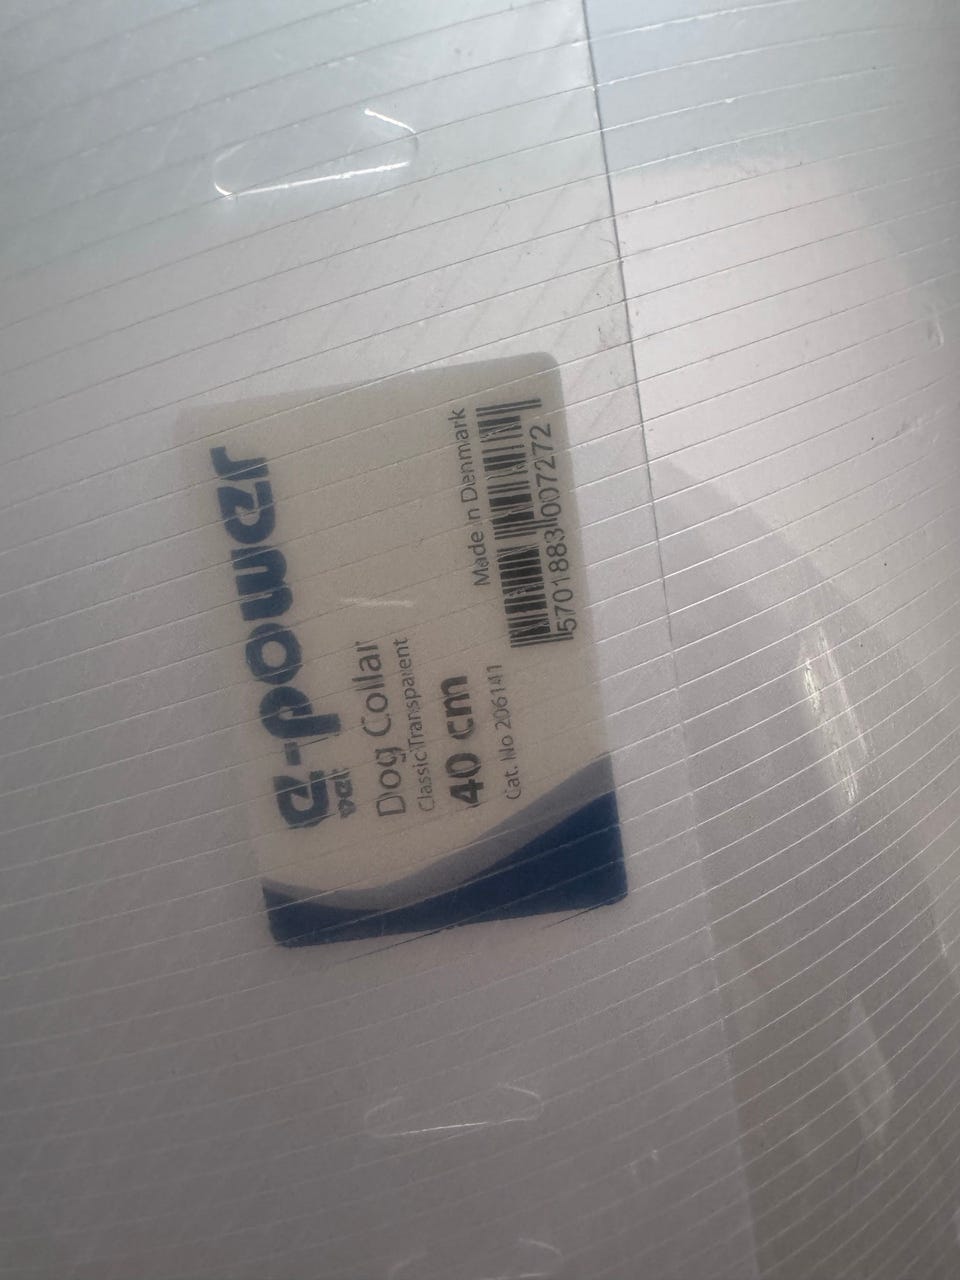 e-power
vet
Dog Collar
Classic Transparent
40 cm
Cat. No 206141
Made in Denmark
5701883007272